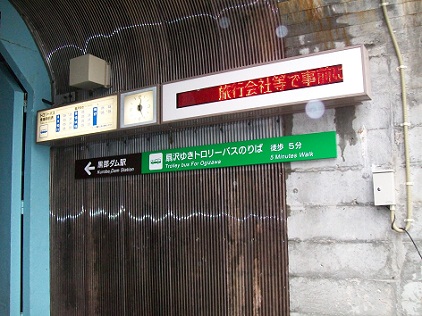 旅行会社等で事前に
黒部ダム駅
Kurobe Dam Station
扇沢ゆきトロリーバスのりば 徒歩 5分
Trolley bus For Ogizawa 5 Minutes Walk